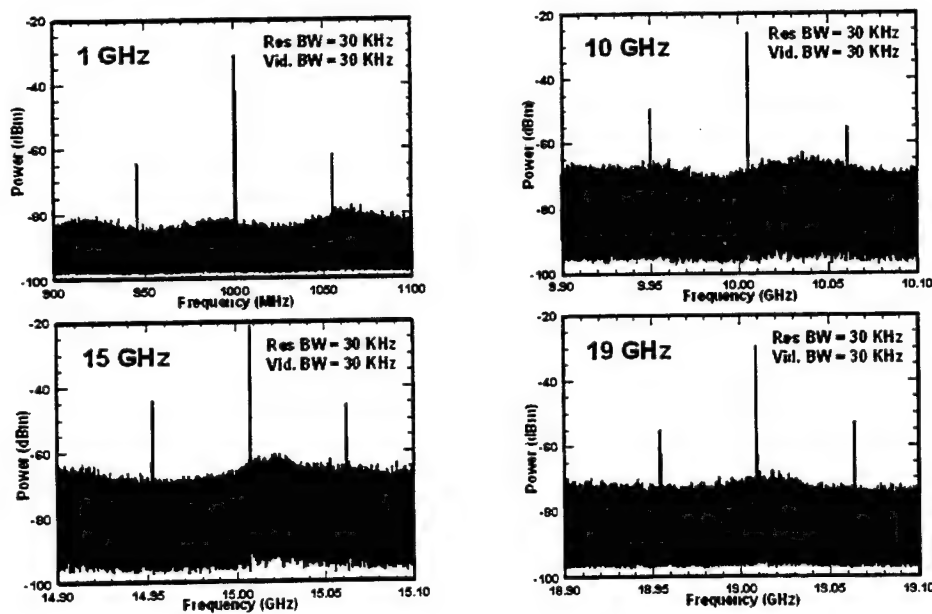 1 GHz
Res BW = 30 KHz
Vid. BW = 30 KHz
Power (dBm)
-20
-40
-60
-80
-100
900
950
1000
1050
1100
Frequency (MHz)
10 GHz
Res BW = 30 KHz
Vid. BW = 30 KHz
Power (dBm)
-20
-40
-60
-80
-100
9.90
9.95
10.00
10.05
10.10
Frequency (GHz)
15 GHz
Res BW = 30 KHz
Vid. BW = 30 KHz
Power (dBm)
-20
-40
-60
-80
-100
14.90
14.95
15.00
15.05
15.10
Frequency (GHz)
19 GHz
Res BW = 30 KHz
Vid. BW = 30 KHz
Power (dBm)
-20
-40
-60
-80
-100
18.90
18.95
19.00
19.05
19.10
Frequency (GHz)